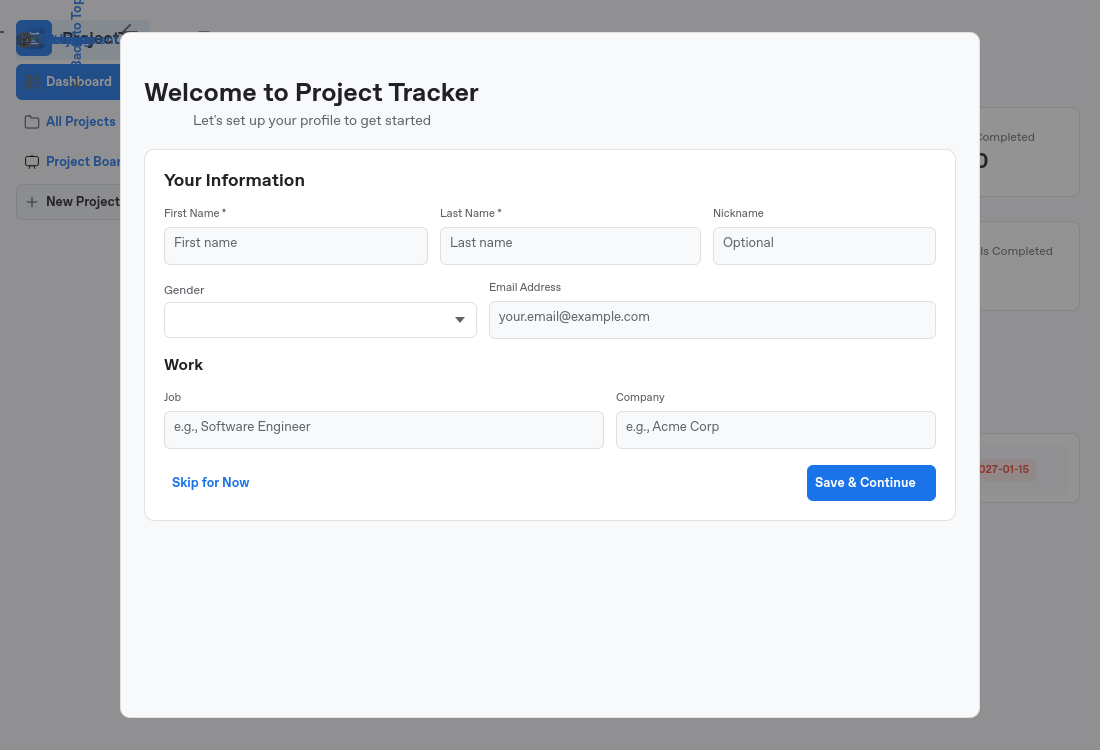 Back to Top
Dashboard
All Projects
Project Boar
New Project
Welcome to Project Tracker
Let's set up your profile to get started
Your Information
First Name *
Last Name *
Nickname
First name
Last name
Optional
Gender
Email Address
your.email@example.com
Work
Job
Company
e.g., Software Engineer
e.g., Acme Corp
Skip for Now
Save & Continue
Completed
0
ls Completed
027-01-15